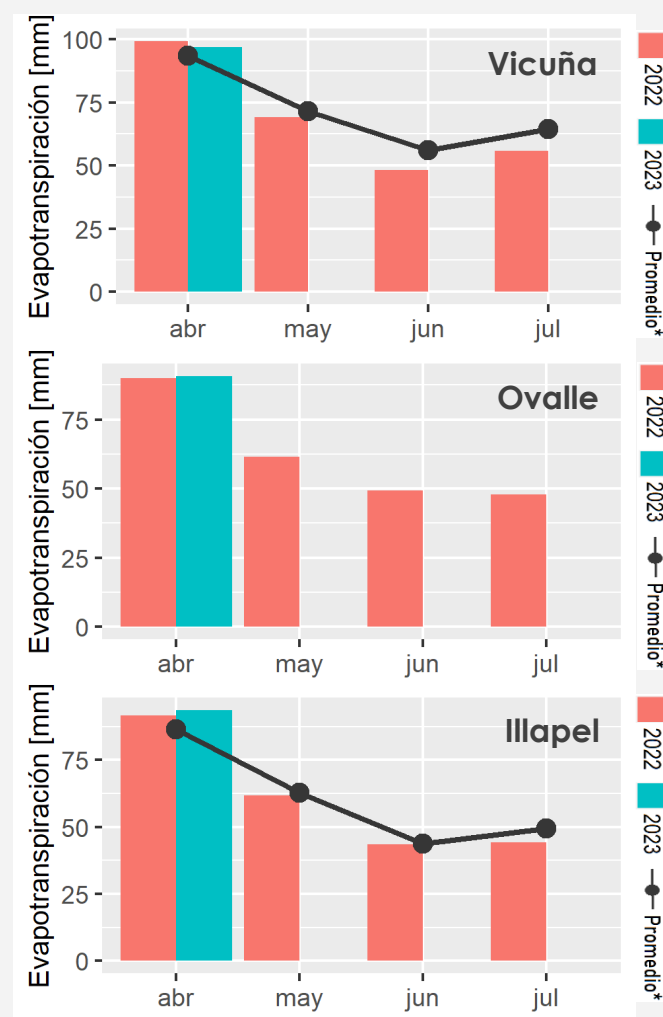 Vicuña
Evapotranspiración [mm]
100
75
50
25
0
abr may jun jul
2022 2023 Promedio*
Ovalle
Evapotranspiración [mm]
75
50
25
0
abr may jun jul
2022 2023 Promedio*
Illapel
Evapotranspiración [mm]
75
50
25
0
abr may jun jul
2022 2023 Promedio*